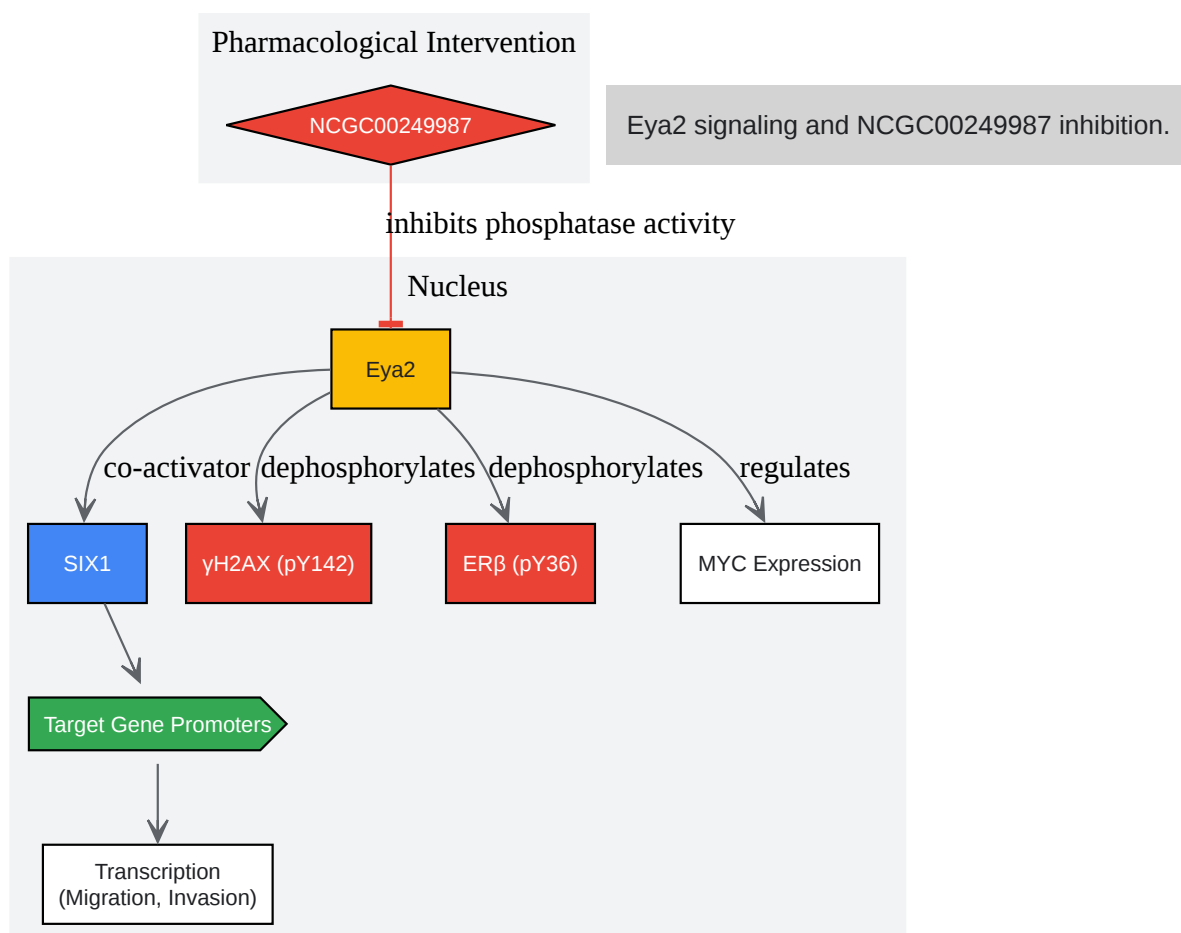 Pharmacological Intervention
NCGC00249987
Eya2 signaling and NCGC00249987 inhibition.
inhibits phosphatase activity
Nucleus
Eya2
co-activator
dephosphorylates
dephosphorylates
regulates
SIX1
γH2AX (pY142)
ERβ (pY36)
MYC Expression
Target Gene Promoters
Transcription
(Migration, Invasion)